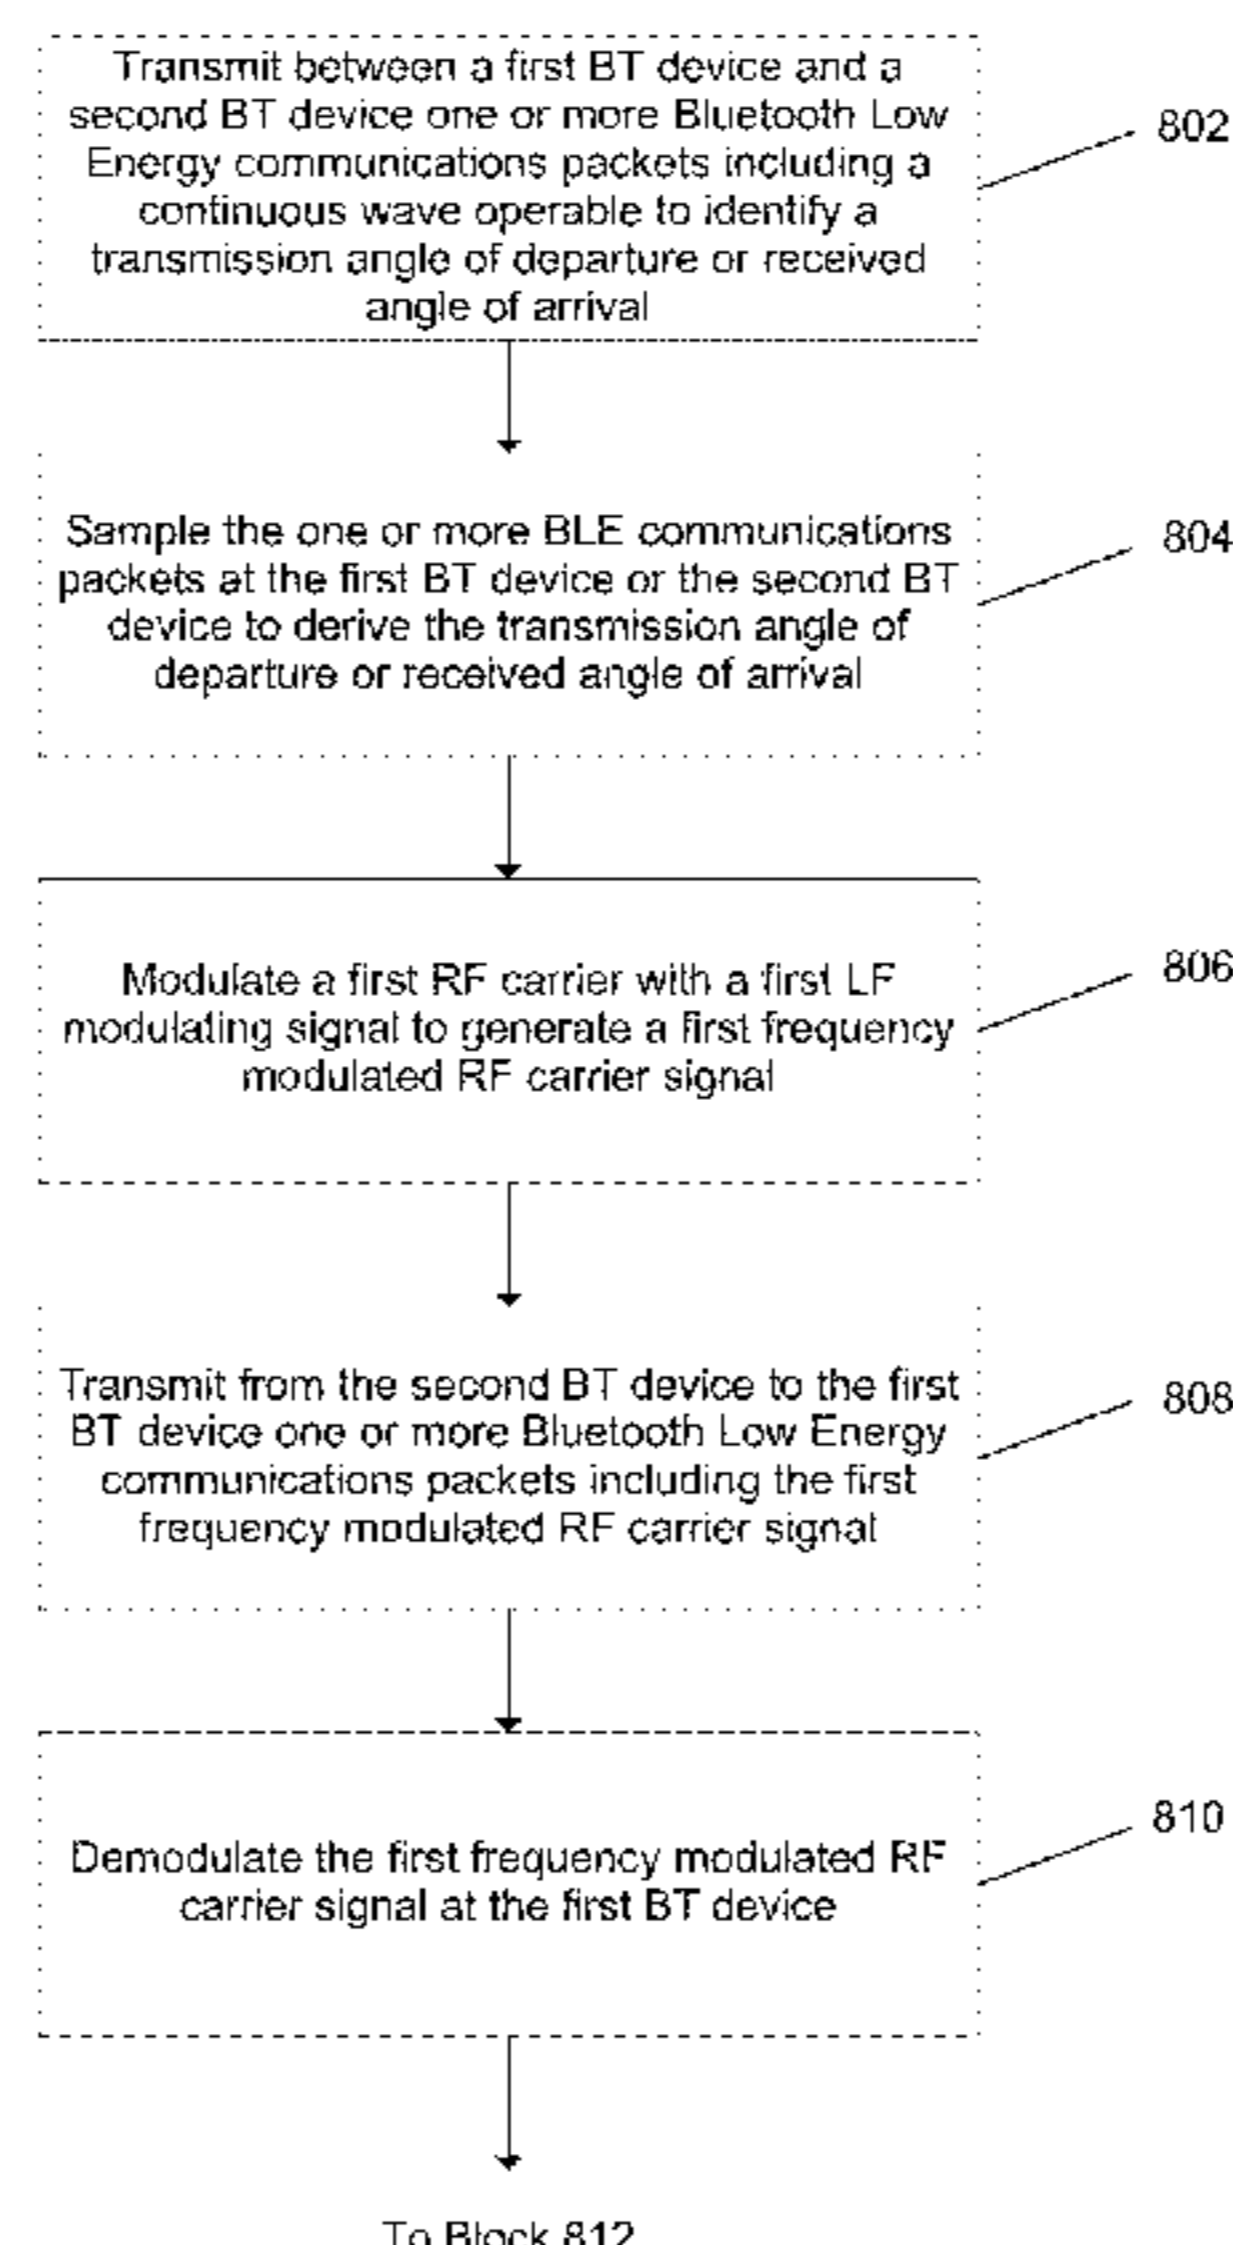 Transmit between a first BT device and a
second BT device one or more Bluetooth Low
Energy communications packets including a
continuous wave operable to identify a
transmission angle of departure or received
angle of arrival
802
Sample the one or more BLE communications
packets at the first BT device or the second BT
device to derive the transmission angle of
departure or received angle of arrival
804
Modulate a first RF carrier with a first LF
modulating signal to generate a first frequency
modulated RF carrier signal
806
Transmit from the second BT device to the first
BT device one or more Bluetooth Low Energy
communications packets including the first
frequency modulated RF carrier signal
808
Demodulate the first frequency modulated RF
carrier signal at the first BT device
810
To Block 812